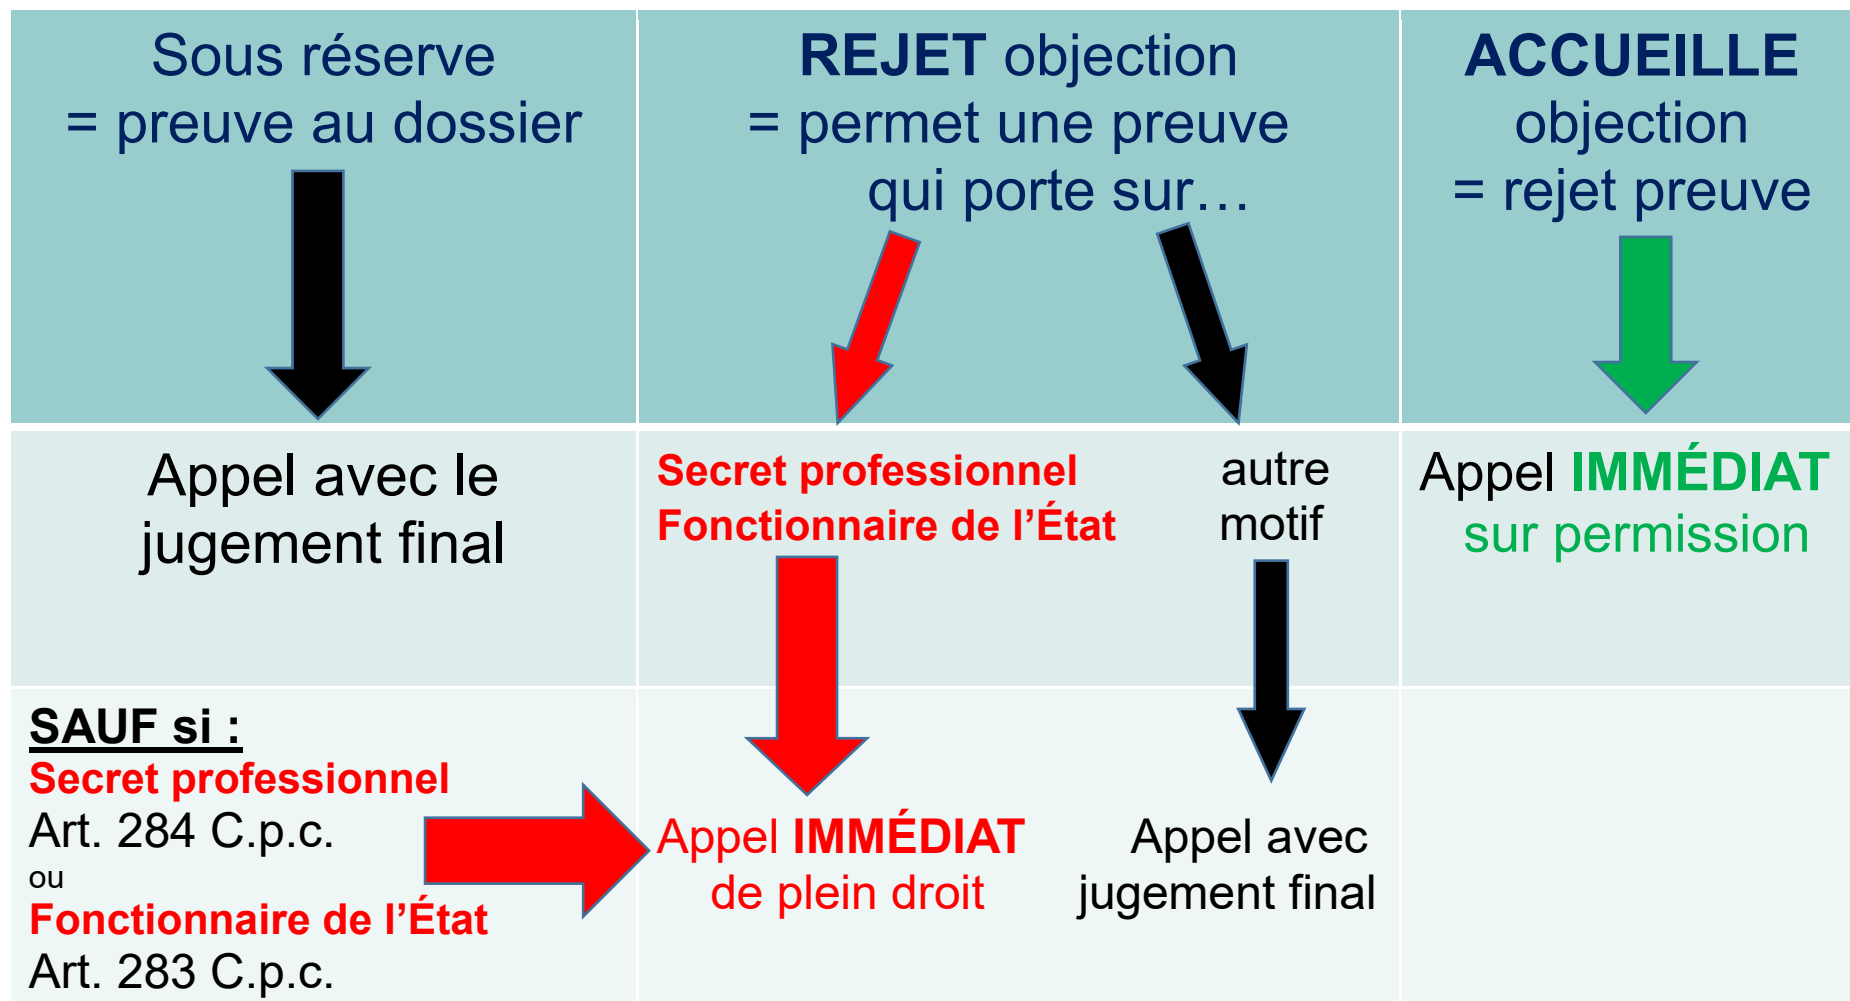 Sous réserve
= preuve au dossier
REJET objection
= permet une preuve
qui porte sur…
ACCUEILLE
objection
= rejet preuve
Appel avec le
jugement final
Secret professionnel
Fonctionnaire de l’État
autre
motif
Appel IMMÉDIAT
sur permission
SAUF si :
Secret professionnel
Art. 284 C.p.c.
ou
Fonctionnaire de l’État
Art. 283 C.p.c.
Appel IMMÉDIAT
de plein droit
Appel avec
jugement final